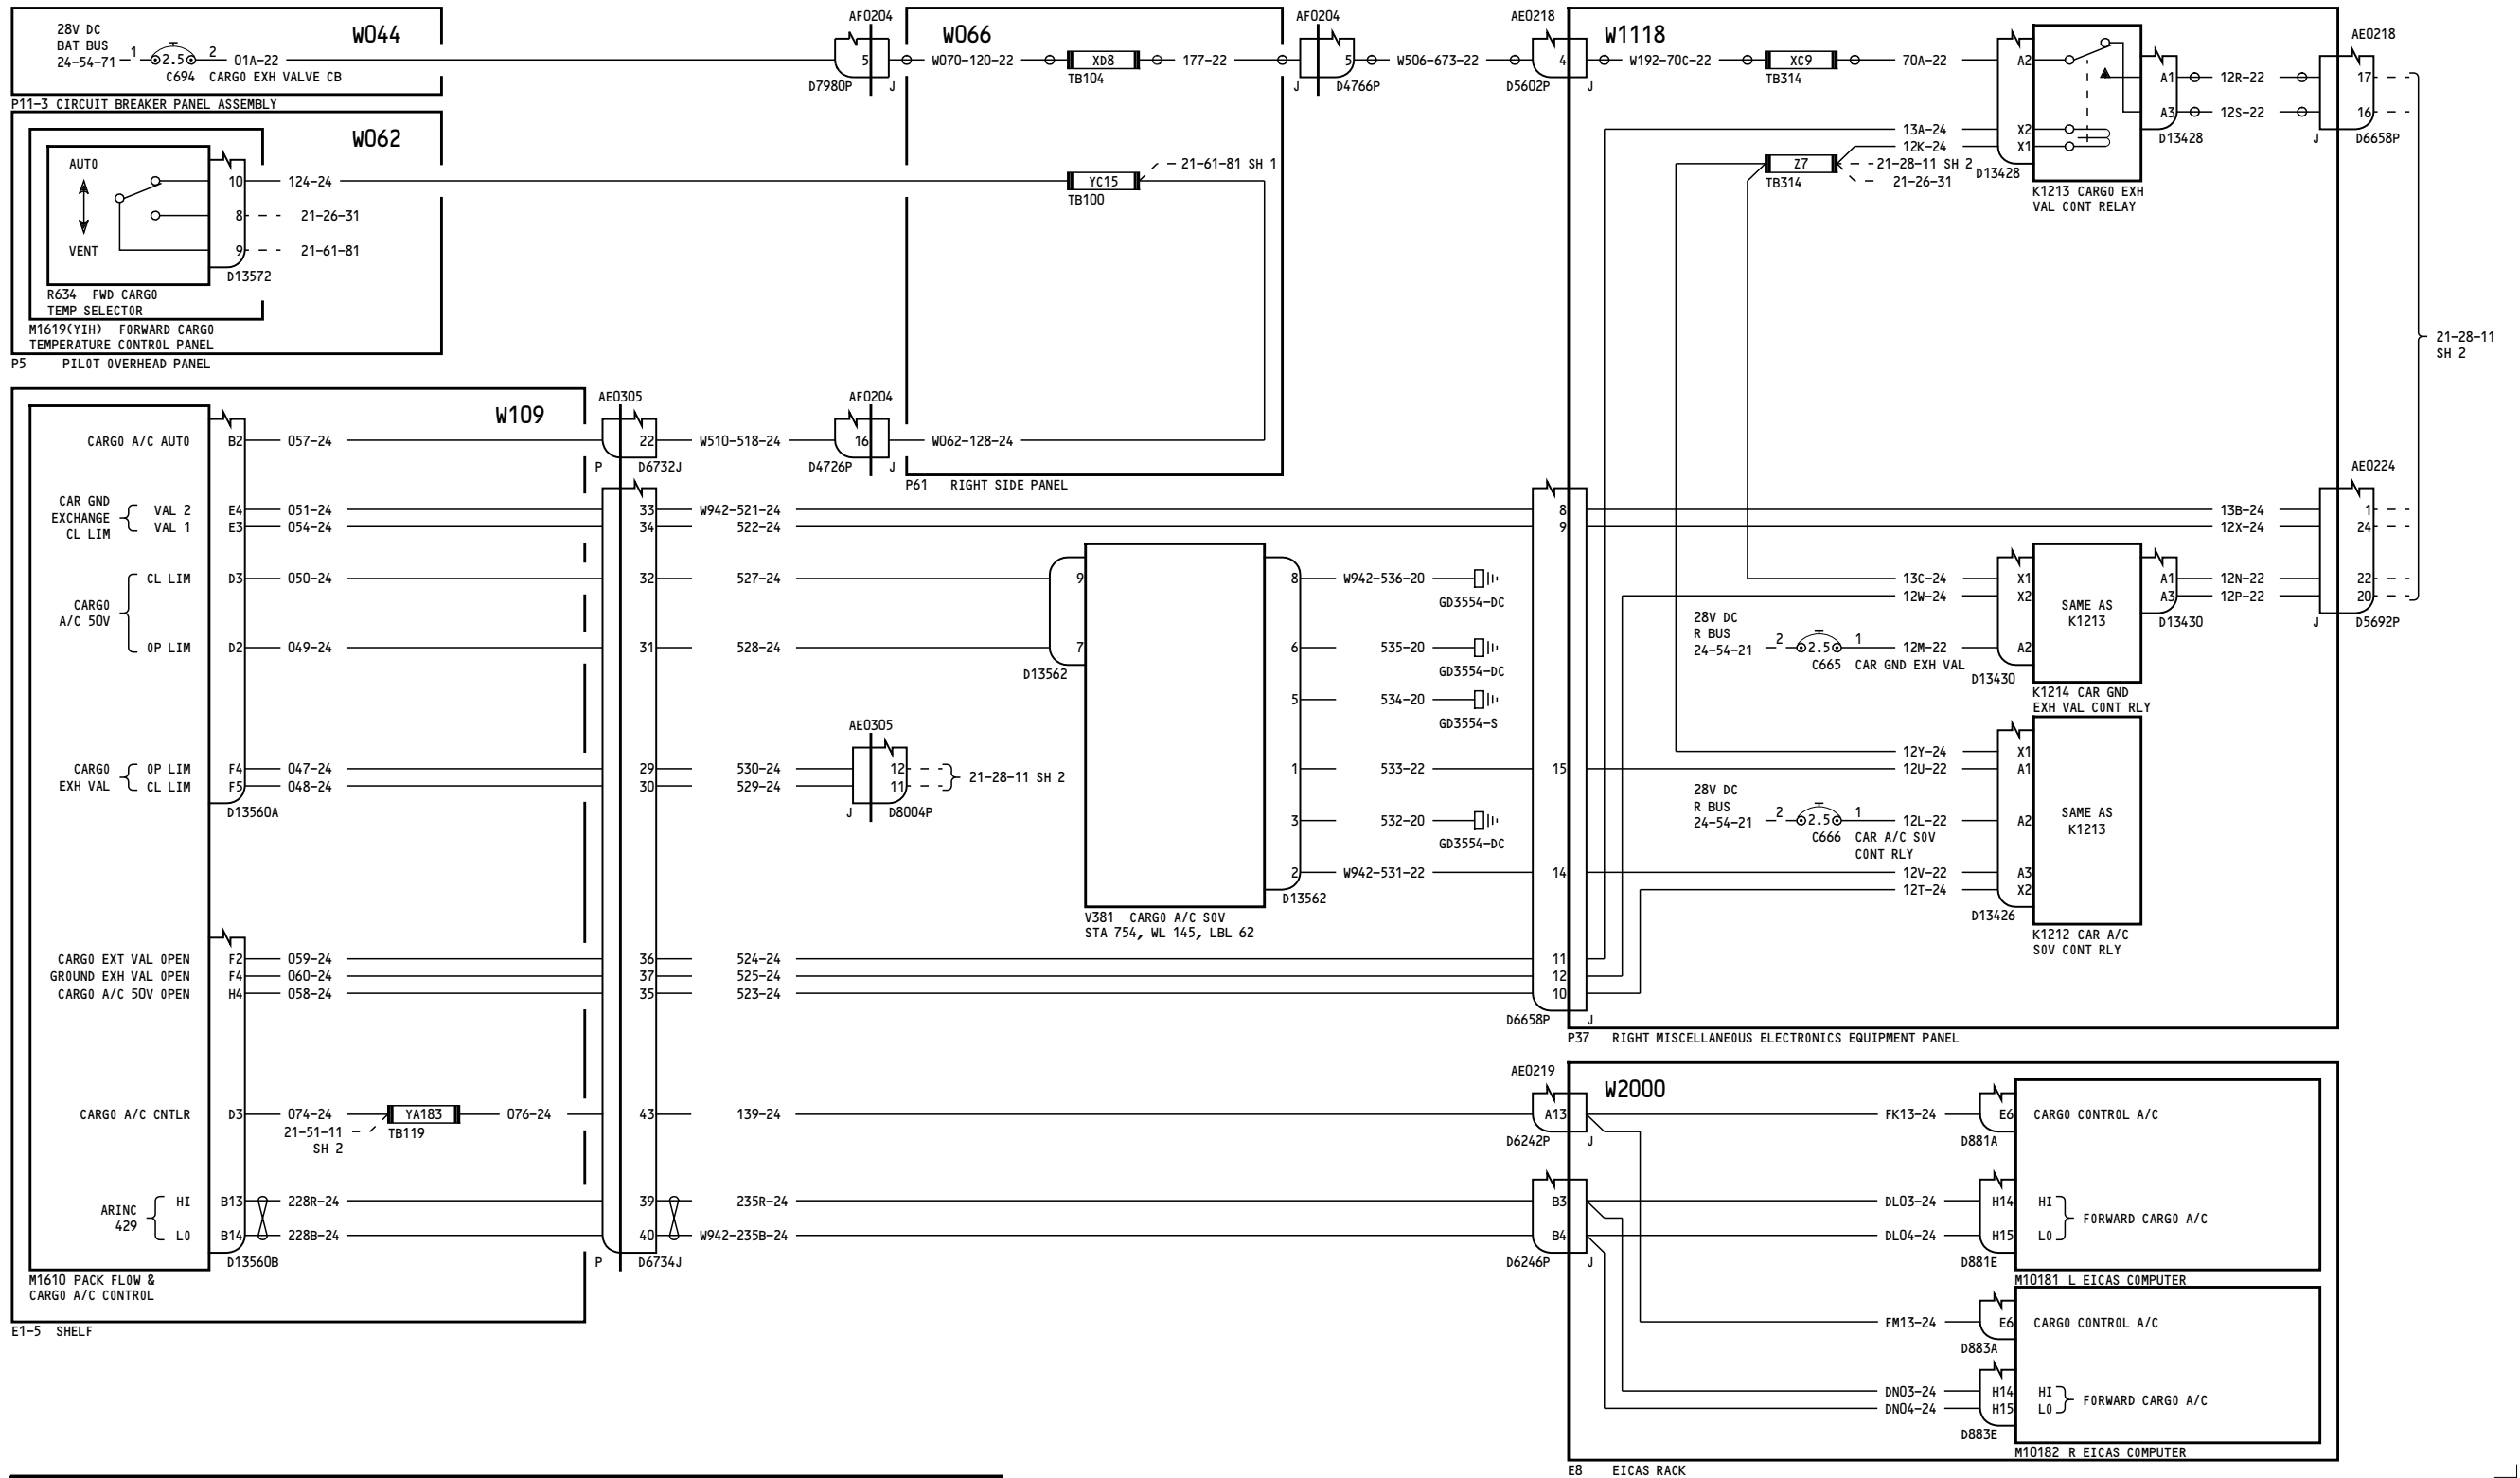 28V DC
BAT BUS
24-54-71
1
2.5
2
01A-22
C694 CARGO EXH VALVE CB
W044
P11-3 CIRCUIT BREAKER PANEL ASSEMBLY
AF0204
5
D7980P
J
W066
W070-120-22
XD8
TB104
177-22
AF0204
5
J
D4766P
W506-673-22
AE0218
4
D5602P
J
W1118
W192-70C-22
XC9
TB314
70A-22
A2
A1
12R-22
A3
12S-22
D13428
AE0218
17
16
J
D6658P
13A-24
X2
12K-24
X1
Z7
TB314
21-28-11 SH 2
21-26-31
D13428
K1213 CARGO EXH
VAL CONT RELAY
21-28-11
SH 2
W062
AUTO
VENT
10
124-24
8
21-26-31
9
21-61-81
D13572
R634 FWD CARGO
TEMP SELECTOR
M1619(YIH) FORWARD CARGO
TEMPERATURE CONTROL PANEL
P5 PILOT OVERHEAD PANEL
YC15
TB100
21-61-81 SH 1
W109
CARGO A/C AUTO
B2
057-24
AE0305
22
P
D6732J
W510-518-24
AF0204
16
D4726P
J
W062-128-24
P61 RIGHT SIDE PANEL
CAR GND
EXCHANGE
CL LIM
VAL 2
E4
051-24
33
W942-521-24
8
13B-24
VAL 1
E3
054-24
34
522-24
9
12X-24
AE0224
1
24
22
20
J
D5692P
CARGO
A/C 50V
CL LIM
D3
050-24
32
527-24
9
OP LIM
D2
049-24
31
528-24
7
D13562
8
W942-536-20
GD3554-DC
6
535-20
GD3554-DC
5
534-20
GD3554-S
1
533-22
15
3
532-20
GD3554-DC
2
W942-531-22
14
D13562
V381 CARGO A/C SOV
STA 754, WL 145, LBL 62
13C-24
X1
12W-24
X2
28V DC
R BUS
24-54-21
2
2.5
1
12M-22
A2
C665 CAR GND EXH VAL
D13430
SAME AS
K1213
A1
12N-22
A3
12P-22
D13430
K1214 CAR GND
EXH VAL CONT RLY
CARGO
EXH VAL
OP LIM
F4
047-24
29
530-24
CL LIM
F5
048-24
30
529-24
D13560A
AE0305
12
11
J
D8004P
21-28-11 SH 2
12Y-24
X1
12U-22
A1
28V DC
R BUS
24-54-21
2
2.5
1
12L-22
A2
C666 CAR A/C SOV
CONT RLY
12V-22
A3
12T-24
X2
D13426
SAME AS
K1213
K1212 CAR A/C
SOV CONT RLY
CARGO EXT VAL OPEN
F2
059-24
36
524-24
11
GROUND EXH VAL OPEN
F4
060-24
37
525-24
12
CARGO A/C 50V OPEN
H4
058-24
35
523-24
10
D6658P
J
P37 RIGHT MISCELLANEOUS ELECTRONICS EQUIPMENT PANEL
CARGO A/C CNTLR
D3
074-24
21-51-11
SH 2
YA183
TB119
076-24
43
139-24
AE0219
A13
D6242P
J
W2000
FK13-24
E6
D881A
CARGO CONTROL A/C
ARINC
429
HI
B13
228R-24
39
235R-24
B3
DL03-24
H14
HI
LO
B14
228B-24
40
W942-235B-24
B4
DL04-24
H15
LO
FORWARD CARGO A/C
D13560B
P
D6734J
D6246P
J
D881E
M1610 PACK FLOW &
CARGO A/C CONTROL
E1-5 SHELF
M10181 L EICAS COMPUTER
FM13-24
E6
CARGO CONTROL A/C
D883A
DN03-24
H14
HI
DN04-24
H15
LO
FORWARD CARGO A/C
D883E
M10182 R EICAS COMPUTER
E8 EICAS RACK